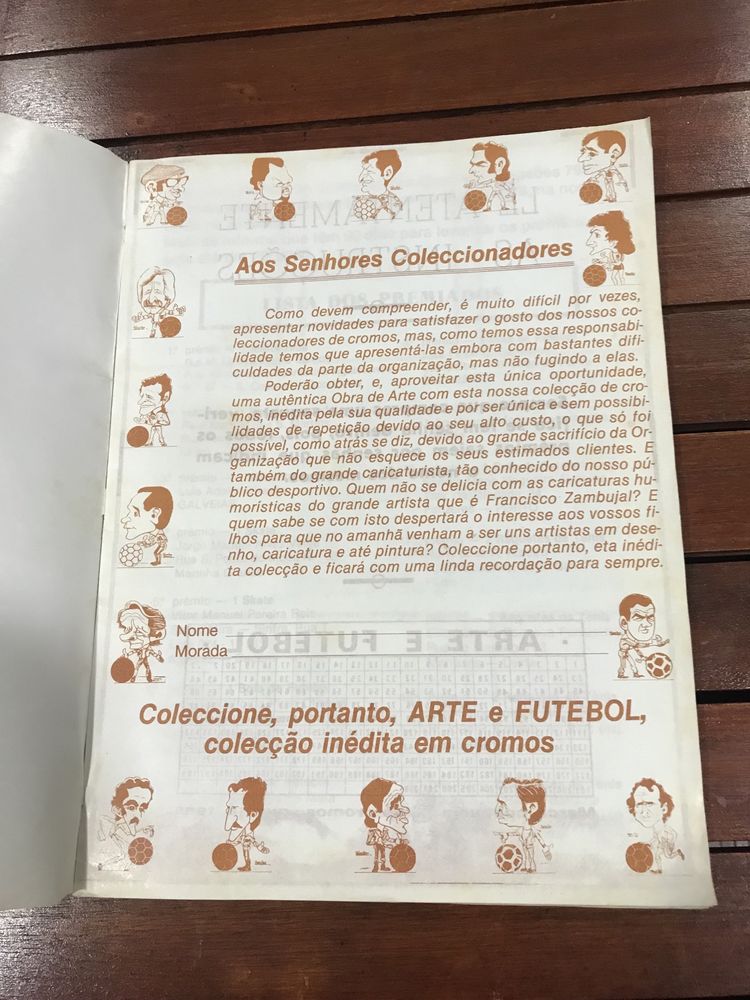 Aos Senhores Coleccionadores
Como devem compreender, é muito difícil por vezes,
apresentar novidades para satisfazer o gosto dos nossos co-
leccionadores de cromos, mas, como temos essa responsabi-
lidade temos que apresentá-las embora com bastantes difi-
culdades da parte da organização, mas não fugindo a elas.
Poderão obter, e, aproveitar esta única oportunidade,
uma autêntica Obra de Arte com esta nossa colecção de cro-
mos, inédita pela sua qualidade e por ser única e sem possibi-
lidades de repetição devido ao seu alto custo, o que só foi
possível, como atrás se diz, devido ao grande sacrifício da Or-
ganização que não esquece os seus estimados clientes. E
também do grande caricaturista, tão conhecido do nosso pú-
blico desportivo. Quem não se delicia com as caricaturas hu-
morísticas do grande artista que é Francisco Zambujal? E
quem sabe se com isto despertará o interesse aos vossos fi-
lhos para que no amanhã venham a ser uns artistas em dese-
nho, caricatura e até pintura? Coleccione portanto, eta inédi-
ta colecção e ficará com uma linda recordação para sempre.
Nome
Morada
Coleccione, portanto, ARTE e FUTEBOL,
colecção inédita em cromos